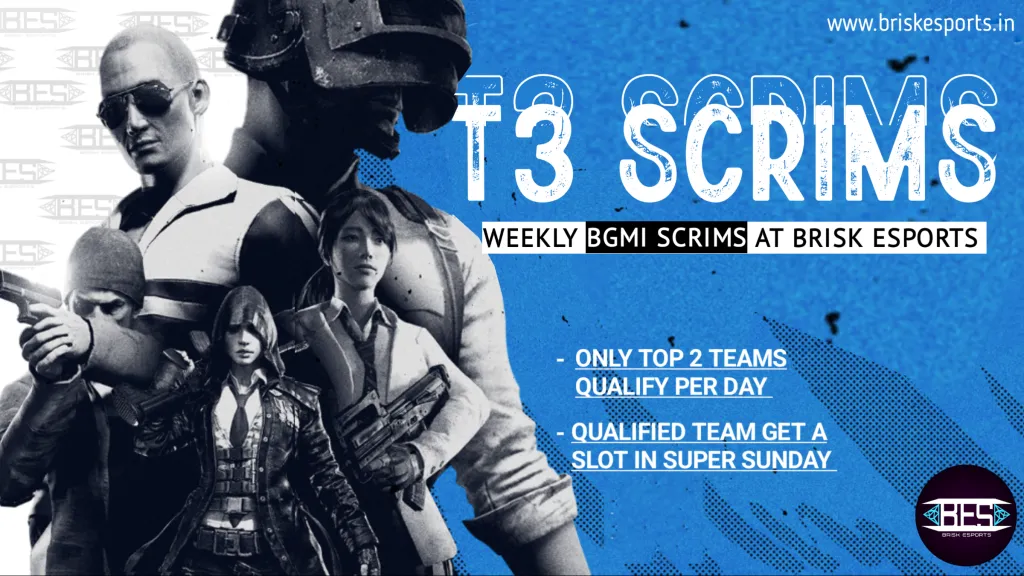 www.briskesports.in
T3 SCRIMS
WEEKLY BGMI SCRIMS AT BRISK ESPORTS
- ONLY TOP 2 TEAMS
QUALIFY PER DAY
- QUALIFIED TEAM GET A
SLOT IN SUPER SUNDAY
BES
BRISK ESPORTS